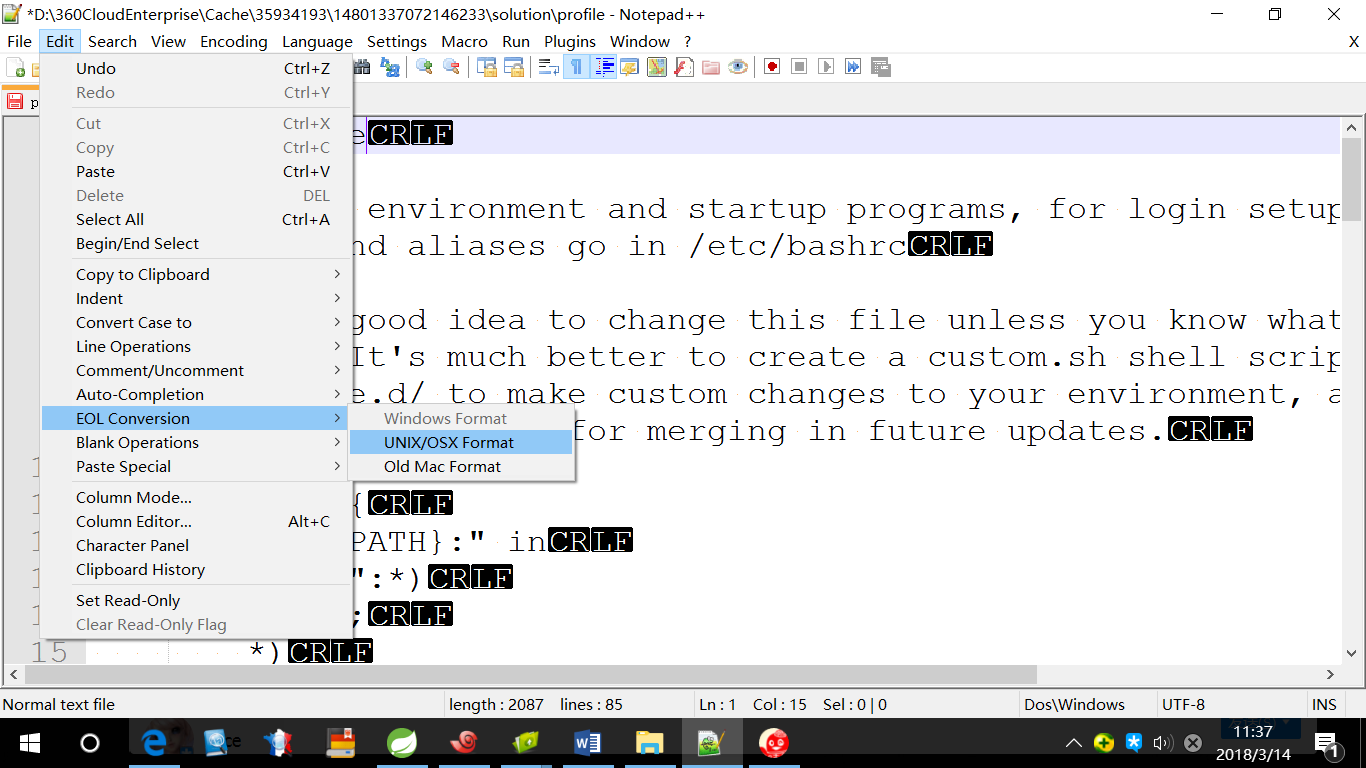 *D:\360CloudEnterprise\Cache\35934193\14801337072146233\solution\profile - Notepad++
File Edit Search View Encoding Language Settings Macro Run Plugins Window ?
X
Undo Ctrl+Z
Redo Ctrl+Y
Cut Ctrl+X
Copy Ctrl+C
Paste Ctrl+V
Delete DEL
Select All Ctrl+A
Begin/End Select
Copy to Clipboard
Indent
Convert Case to
Line Operations
Comment/Uncomment
Auto-Completion
EOL Conversion
Blank Operations
Paste Special
Column Mode...
Column Editor... Alt+C
Character Panel
Clipboard History
Set Read-Only
Clear Read-Only Flag
Windows Format
UNIX/OSX Format
Old Mac Format
eCRLF
environment and startup programs, for login setup
nd aliases go in /etc/bashrcCRLF
good idea to change this file unless you know what
It's much better to create a custom.sh shell scrip
e.d/ to make custom changes to your environment, a
for merging in future updates.CRLF
{CRLF
PATH}:" inCRLF
":*)CRLF
;CRLF
15 *)CRLF
Normal text file length : 2087 lines : 85 Ln : 1 Col : 15 Sel : 0 | 0 Dos\Windows UTF-8 INS
11:37
2018/3/14
1